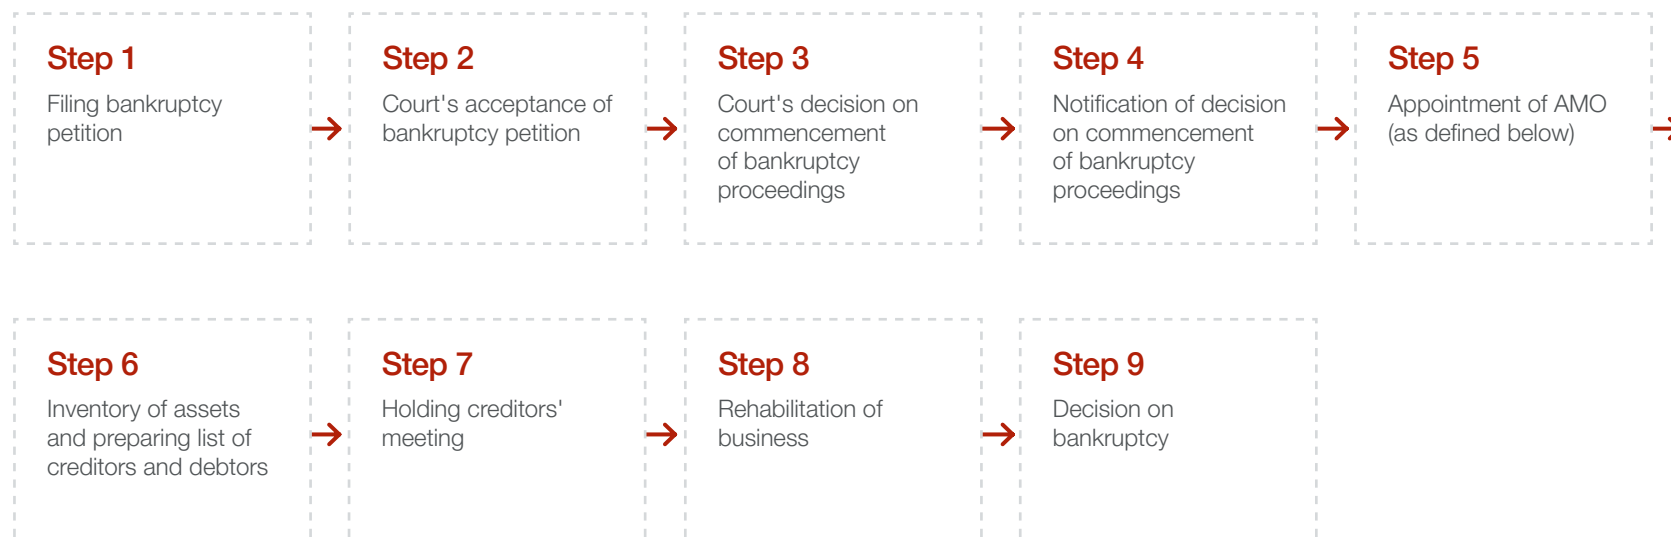 Step 1
Filing bankruptcy
petition
Step 2
Court's acceptance of
bankruptcy petition
Step 3
Court's decision on
commencement
of bankruptcy
proceedings
Step 4
Notification of decision
on commencement
of bankruptcy
proceedings
Step 5
Appointment of AMO
(as defined below)
Step 6
Inventory of assets
and preparing list of
creditors and debtors
Step 7
Holding creditors'
meeting
Step 8
Rehabilitation of
business
Step 9
Decision on
bankruptcy